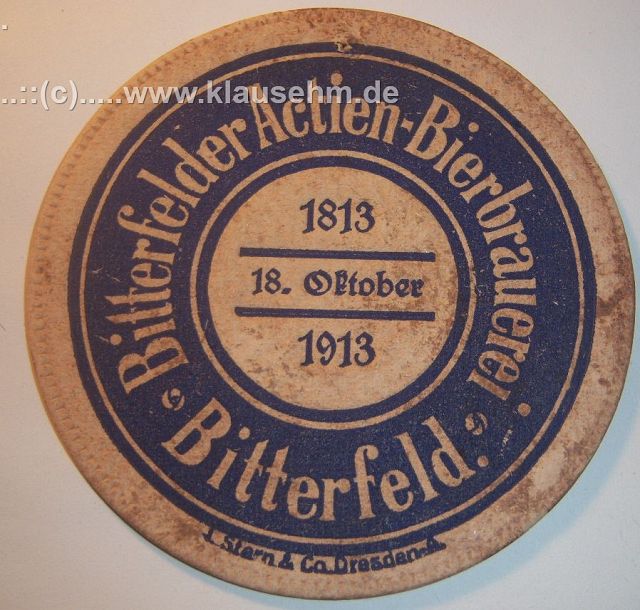 ..::(c).....www.klausehm.de
Bitterfelder Actien-Bierbrauerei.
1813
18. Oktober
1913
Bitterfeld.
I. Stern & Co. Dresden-A.